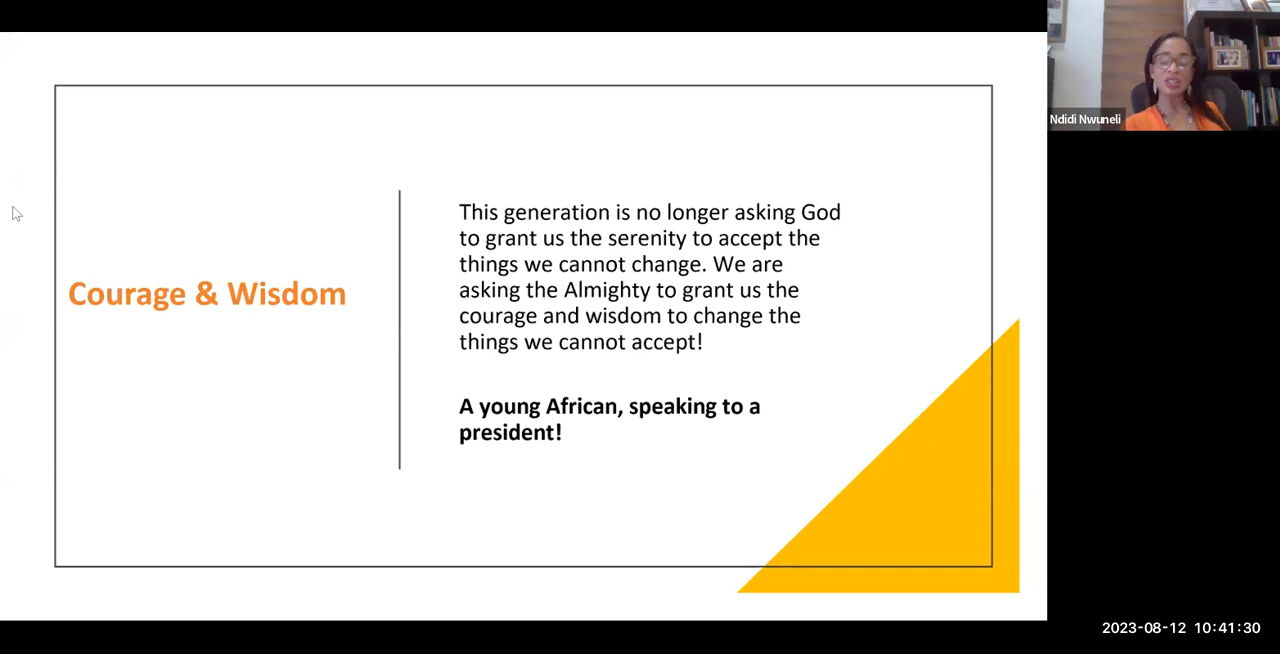 Ndidi Nwuneli
Courage & Wisdom
This generation is no longer asking God
to grant us the serenity to accept the
things we cannot change. We are
asking the Almighty to grant us the
courage and wisdom to change the
things we cannot accept!
A young African, speaking to a
president!
2023-08-12 10:41:30